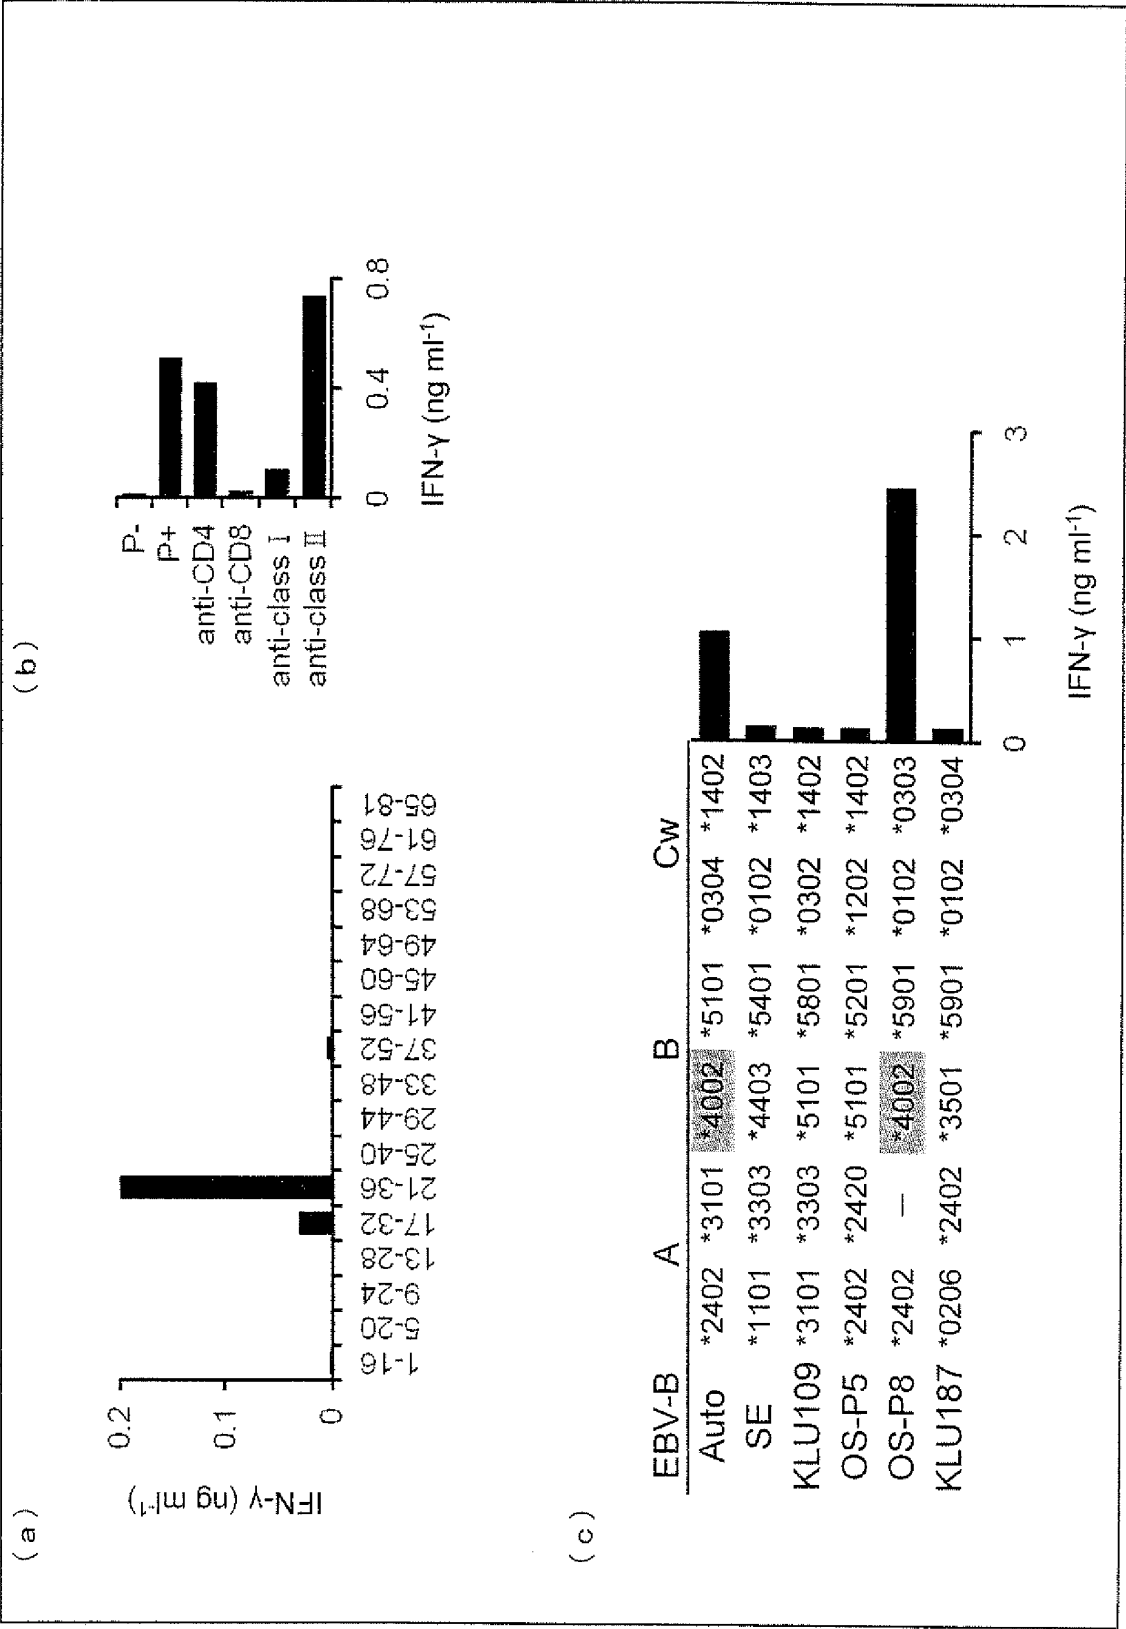 (a)
IFN-γ (ng ml⁻¹)
0.2
0.1
0
1-16
5-20
9-24
13-28
17-32
21-36
25-40
29-44
33-48
37-52
41-56
45-60
49-64
53-68
57-72
61-76
65-81
(b)
P-
P+
anti-CD4
anti-CD8
anti-class I
anti-class II
0 0.4 0.8
IFN-γ (ng ml⁻¹)
(c)
EBV-B A B Cw
Auto *2402 *3101 *4002 *5101 *0304 *1402
SE *1101 *3303 *4403 *5401 *0102 *1403
KLU109 *3101 *3303 *5101 *5801 *0302 *1402
OS-P5 *2402 *2420 *5101 *5201 *1202 *1402
OS-P8 *2402 – *4002 *5901 *0102 *0303
KLU187 *0206 *2402 *3501 *5901 *0102 *0304
0 1 2 3
IFN-γ (ng ml⁻¹)